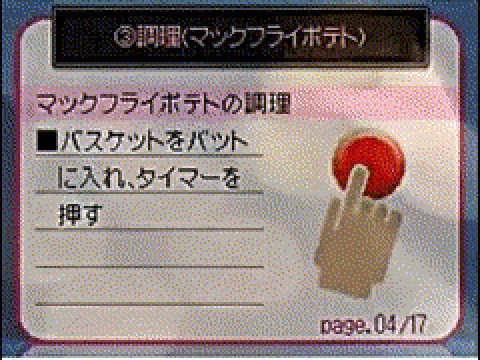 ③調理(マックフライポテト)
マックフライポテトの調理
■バスケットをバット
に入れ、タイマーを
押す
page.04/17